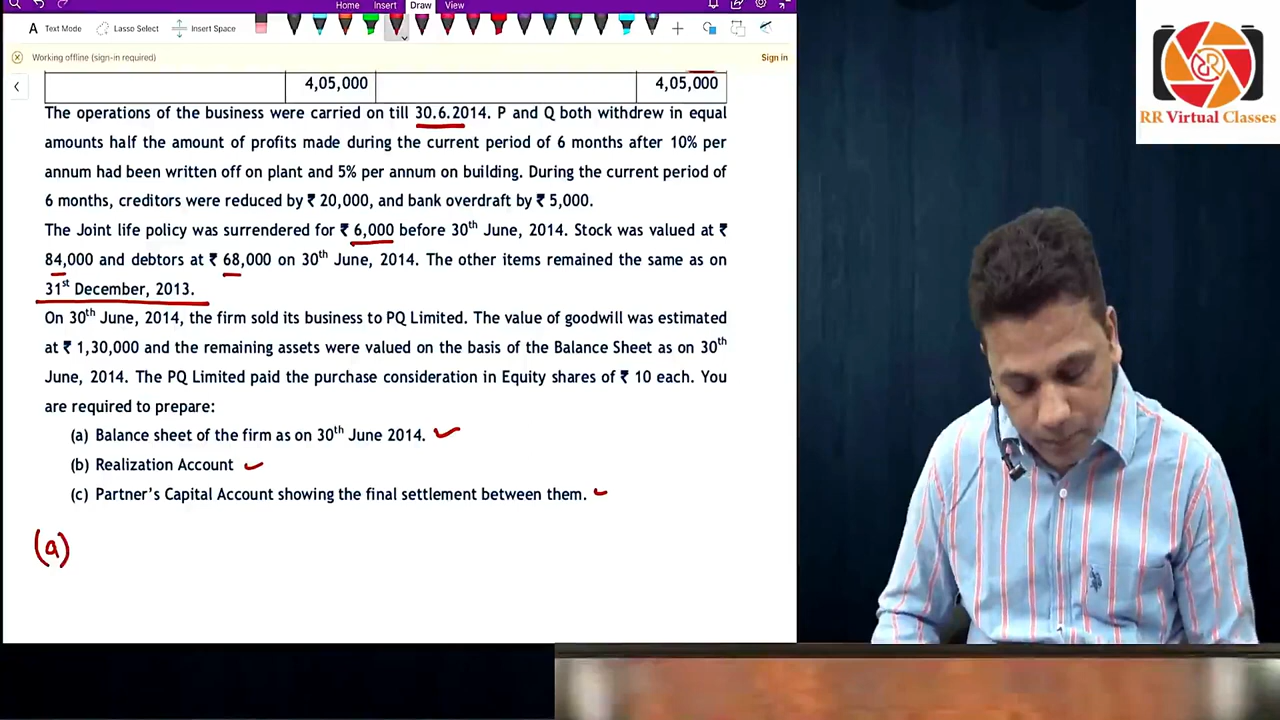 Home Insert Draw View
Text Mode Lasso Select Insert Space
Working offline (sign-in required) Sign in
4,05,000 4,05,000
The operations of the business were carried on till 30.6.2014. P and Q both withdrew in equal
amounts half the amount of profits made during the current period of 6 months after 10% per
annum had been written off on plant and 5% per annum on building. During the current period of
6 months, creditors were reduced by ₹ 20,000, and bank overdraft by ₹ 5,000.
The Joint life policy was surrendered for ₹ 6,000 before 30th June, 2014. Stock was valued at ₹
84,000 and debtors at ₹ 68,000 on 30th June, 2014. The other items remained the same as on
31st December, 2013.
On 30th June, 2014, the firm sold its business to PQ Limited. The value of goodwill was estimated
at ₹ 1,30,000 and the remaining assets were valued on the basis of the Balance Sheet as on 30th
June, 2014. The PQ Limited paid the purchase consideration in Equity shares of ₹ 10 each. You
are required to prepare:
(a) Balance sheet of the firm as on 30th June 2014.
(b) Realization Account
(c) Partner's Capital Account showing the final settlement between them.
(a)
RR Virtual Classes